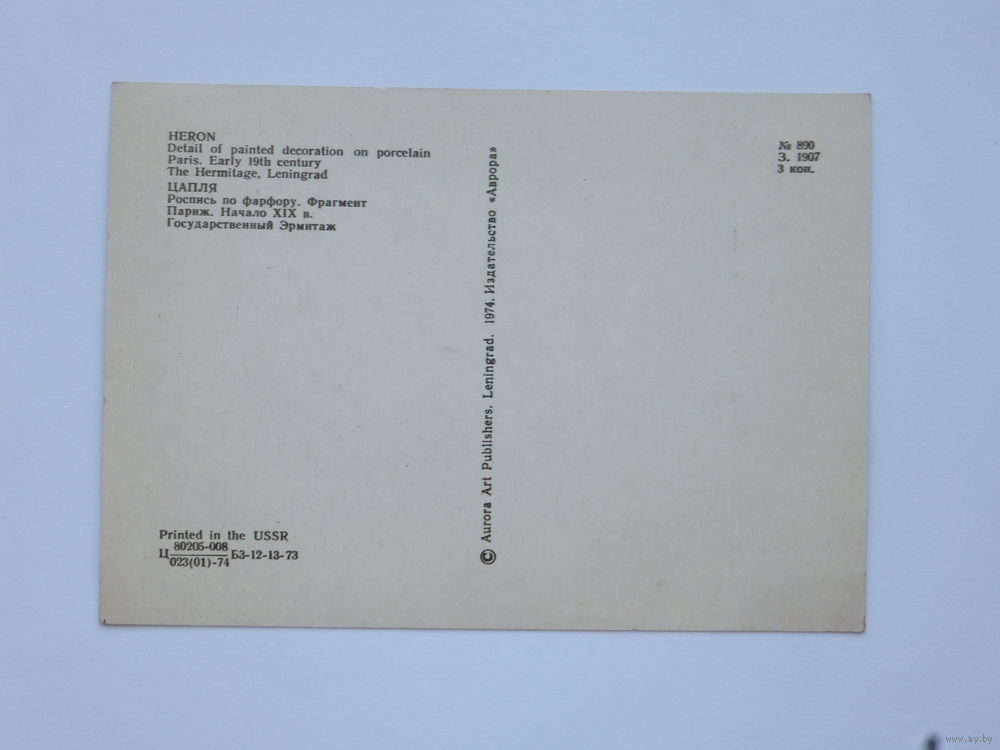 HERON
Detail of painted decoration on porcelain
Paris. Early 19th century
The Hermitage, Leningrad
ЦАПЛЯ
Роспись по фарфору. Фрагмент
Париж. Начало XIX в.
Государственный Эрмитаж
© Aurora Art Publishers. Leningrad. 1974. Издательство «Аврора»
№ 890
З. 1907
3 коп.
Printed in the USSR
Ц 80205-008 БЗ-12-13-73
023(01)-74
www.ay.by